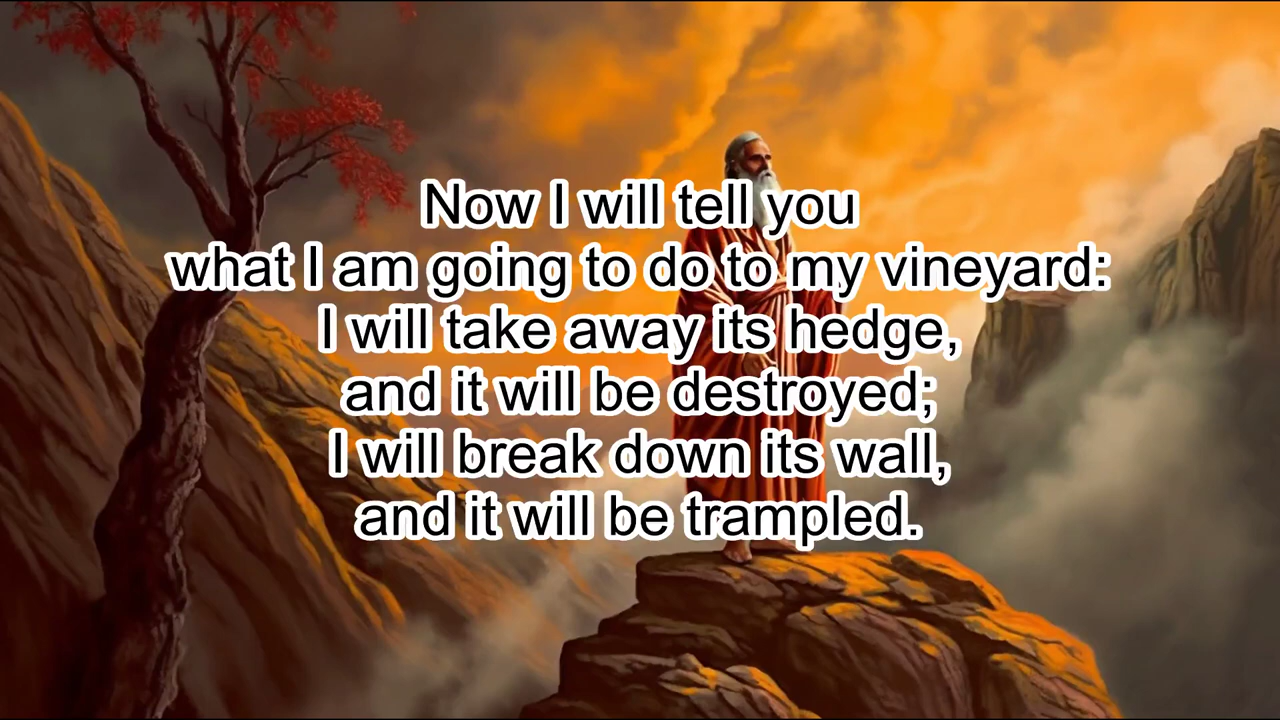 Now I will tell you
what I am going to do to my vineyard:
I will take away its hedge,
and it will be destroyed;
I will break down its wall,
and it will be trampled.